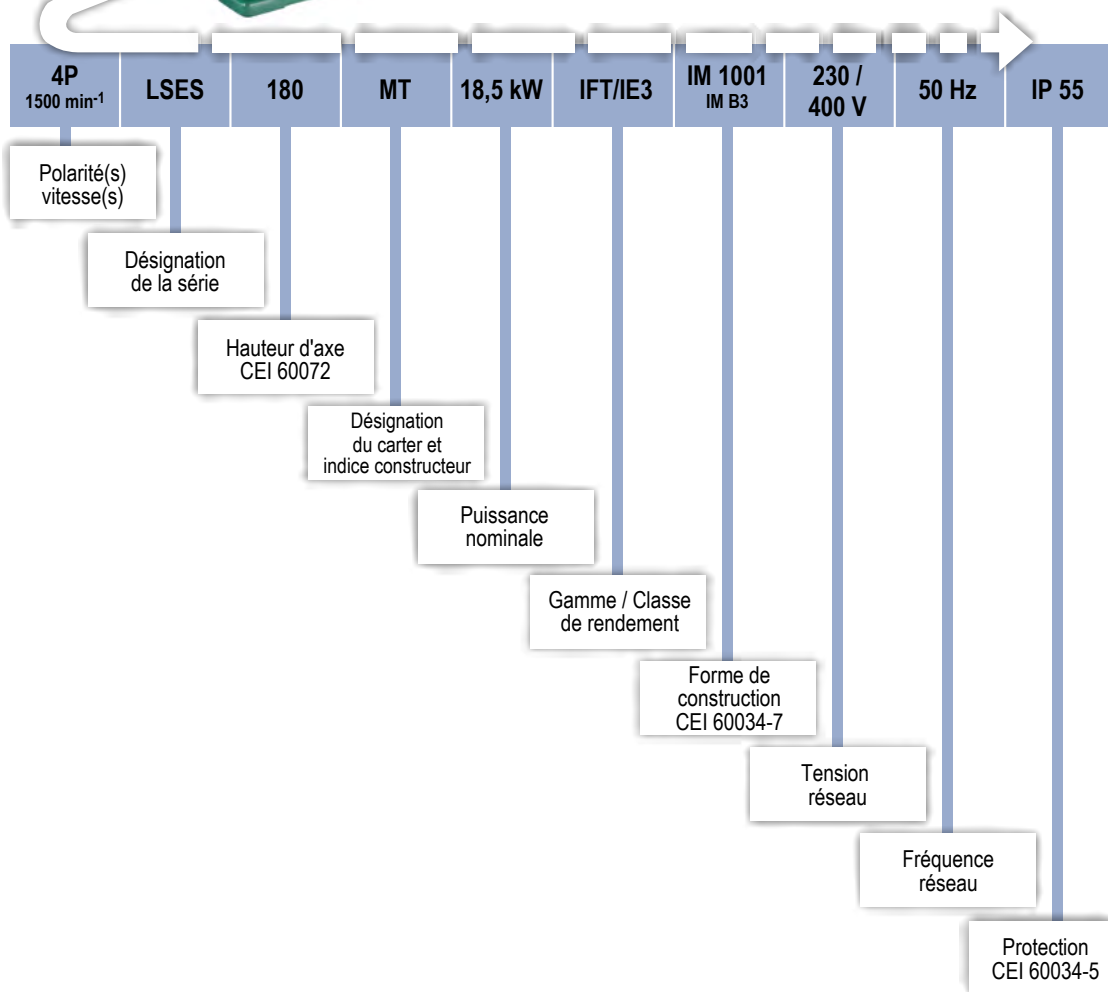 4P
1500 min-1
LSES
180
MT
18,5 kW
IFT/IE3
IM 1001
IM B3
230 /
400 V
50 Hz
IP 55
Polarité(s)
vitesse(s)
Désignation
de la série
Hauteur d'axe
CEI 60072
Désignation
du carter et
indice constructeur
Puissance
nominale
Gamme / Classe
de rendement
Forme de
construction
CEI 60034-7
Tension
réseau
Fréquence
réseau
Protection
CEI 60034-5